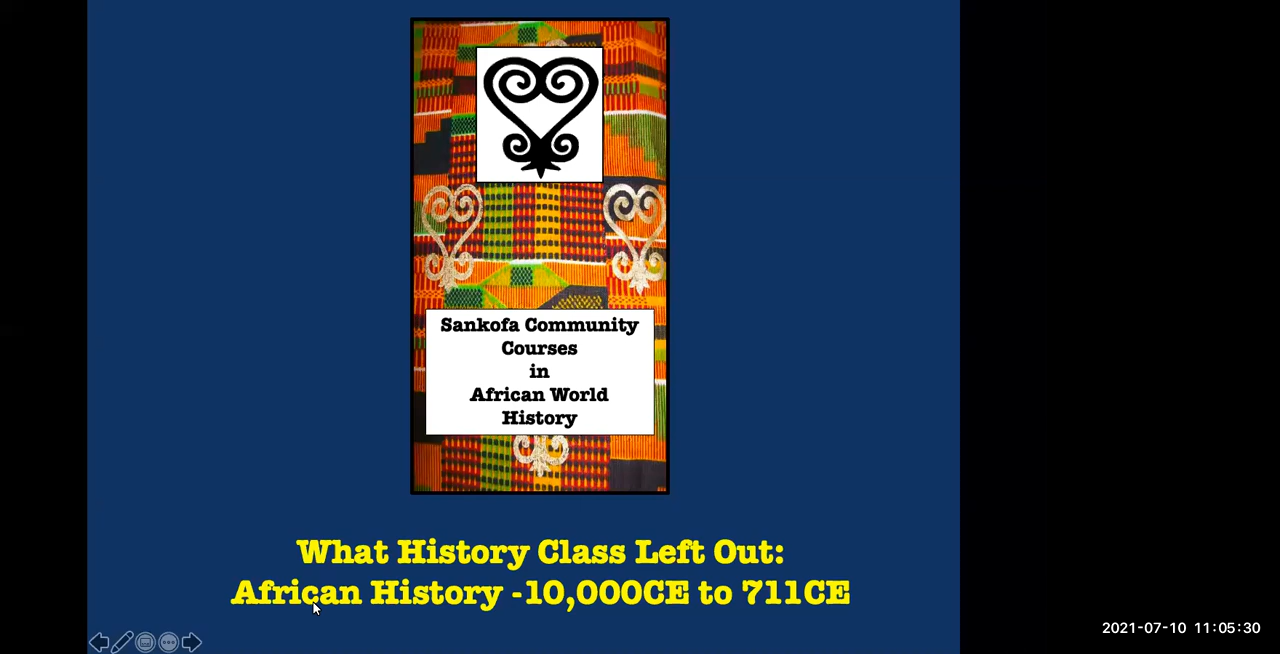 Sankofa Community
Courses
in
African World
History
What History Class Left Out:
African History -10,000CE to 711CE
2021-07-10 11:05:30